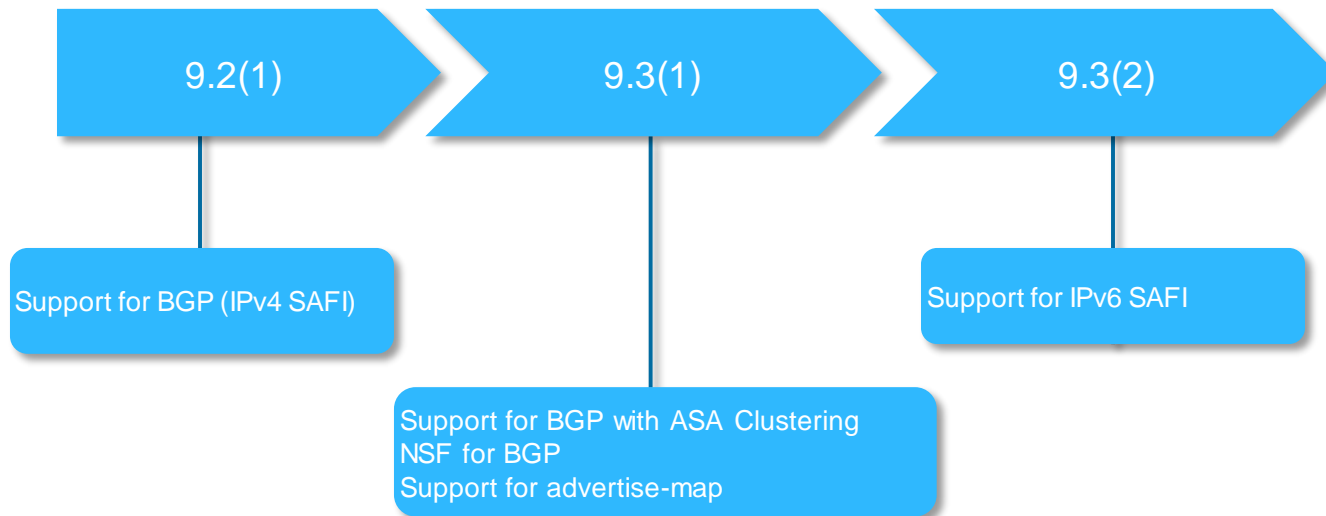 9.2(1)
9.3(1)
9.3(2)
Support for BGP (IPv4 SAFI)
Support for IPv6 SAFI
Support for BGP with ASA Clustering
NSF for BGP
Support for advertise-map